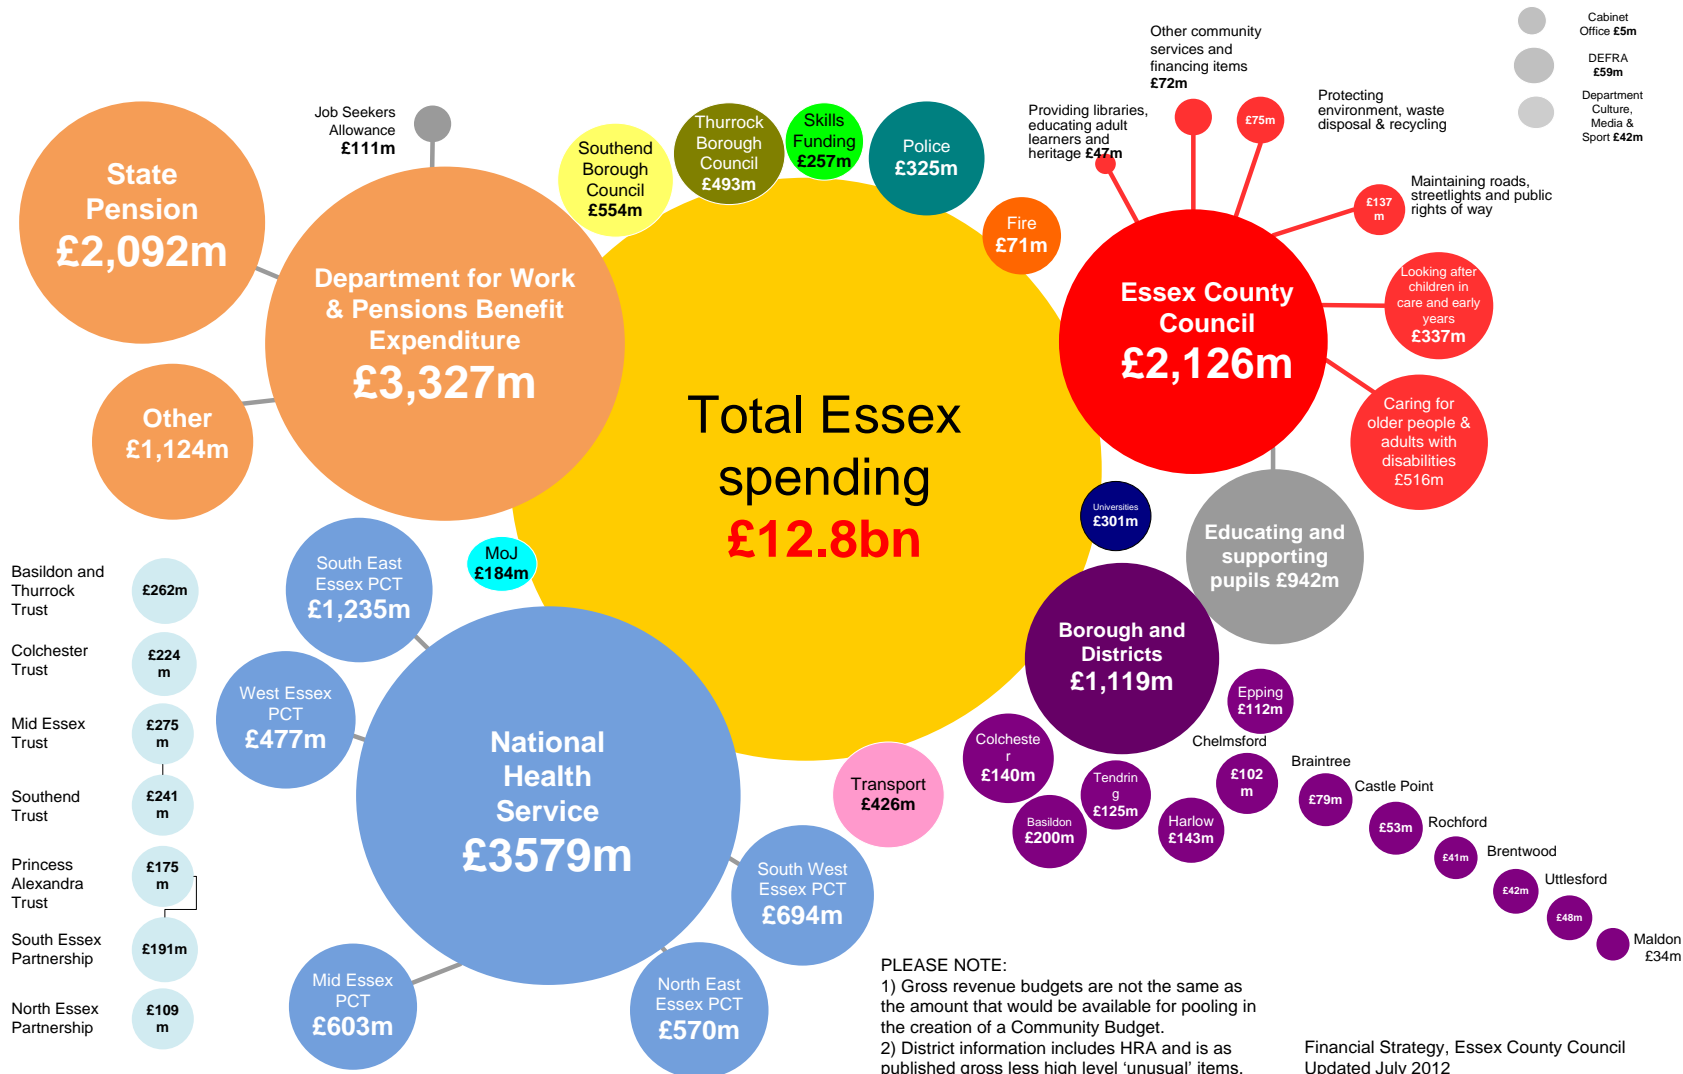 Cabinet
Office £5m
DEFRA
£59m
Department
Culture,
Media &
Sport £42m
Other community
services and
financing items
£72m
Providing libraries,
educating adult
learners and
heritage £47m
£75m
Protecting
environment, waste
disposal & recycling
£137
m
Maintaining roads,
streetlights and public
rights of way
Looking after
children in
care and early
years
£337m
Caring for
older people &
adults with
disabilities
£516m
Essex County
Council
£2,126m
Educating and
supporting
pupils £942m
Job Seekers
Allowance
£111m
State
Pension
£2,092m
Department for Work
& Pensions Benefit
Expenditure
£3,327m
Other
£1,124m
Southend
Borough
Council
£554m
Thurrock
Borough
Council
£493m
Skills
Funding
£257m
Police
£325m
Fire
£71m
Total Essex
spending
£12.8bn
Universities
£301m
MoJ
£184m
South East
Essex PCT
£1,235m
West Essex
PCT
£477m
National
Health
Service
£3579m
Mid Essex
PCT
£603m
North East
Essex PCT
£570m
South West
Essex PCT
£694m
Transport
£426m
Basildon and
Thurrock
Trust
£262m
Colchester
Trust
£224
m
Mid Essex
Trust
£275
m
Southend
Trust
£241
m
Princess
Alexandra
Trust
£175
m
South Essex
Partnership
£191m
North Essex
Partnership
£109
m
Borough and
Districts
£1,119m
Colcheste
r
£140m
Basildon
£200m
Tendrin
g
£125m
Harlow
£143m
Epping
£112m
Chelmsford
£102
m
Braintree
£79m
Castle Point
£53m
Rochford
£41m
Brentwood
£42m
Uttlesford
£48m
Maldon
£34m
PLEASE NOTE:
1) Gross revenue budgets are not the same as
the amount that would be available for pooling in
the creation of a Community Budget.
2) District information includes HRA and is as
published gross less high level ‘unusual’ items.
Financial Strategy, Essex County Council
Updated July 2012